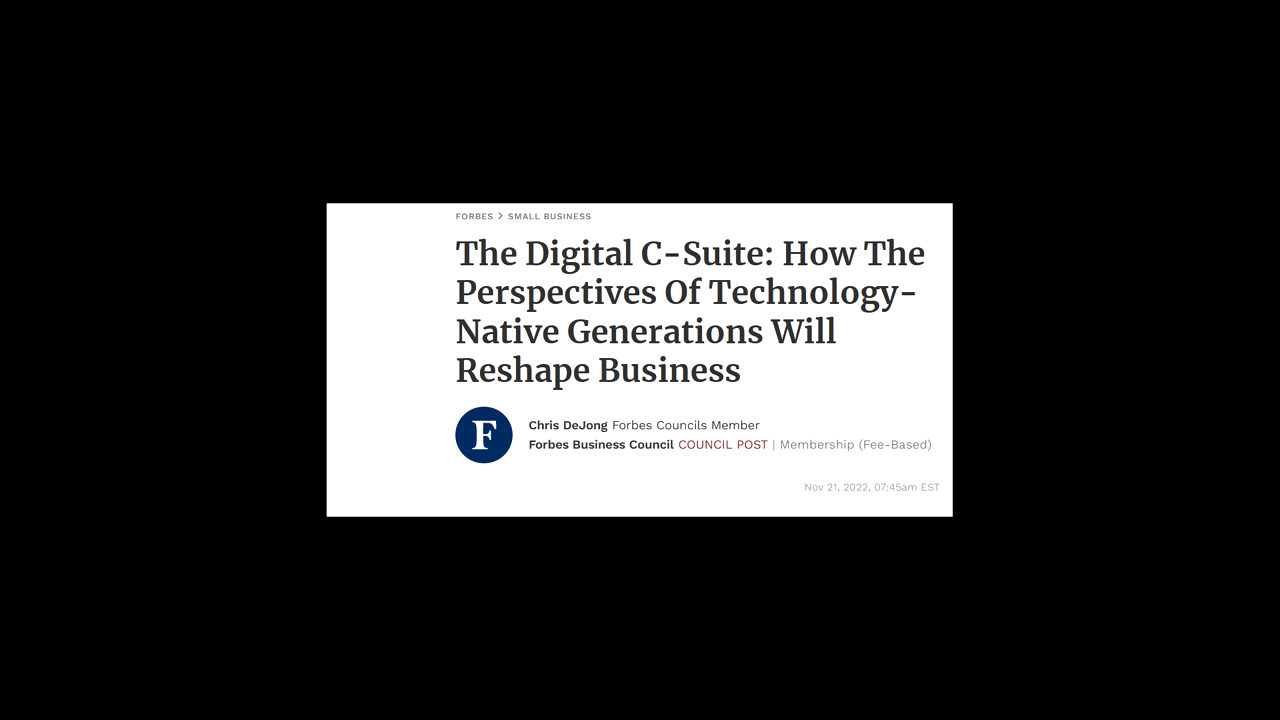 FORBES > SMALL BUSINESS
The Digital C-Suite: How The
Perspectives Of Technology-
Native Generations Will
Reshape Business
F
Chris DeJong Forbes Councils Member
Forbes Business Council COUNCIL POST | Membership (Fee-Based)
Nov 21, 2022, 07:45am EST